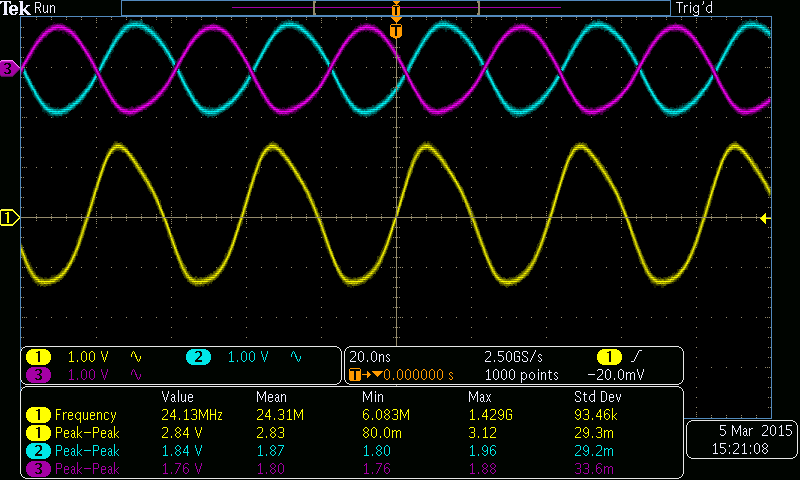 Tek Run Trig'd
T
T
3
1
1 1.00 V 2 1.00 V
3 1.00 V
20.0ns 2.50GS/s 1
T 0.000000 s 1000 points −20.0mV
Value Mean Min Max Std Dev
1 Frequency 24.13MHz 24.31M 6.083M 1.429G 93.46k
1 Peak−Peak 2.84 V 2.83 80.0m 3.12 29.3m
2 Peak−Peak 1.84 V 1.87 1.80 1.96 29.2m
3 Peak−Peak 1.76 V 1.80 1.76 1.88 33.6m
5 Mar 2015
15:21:08